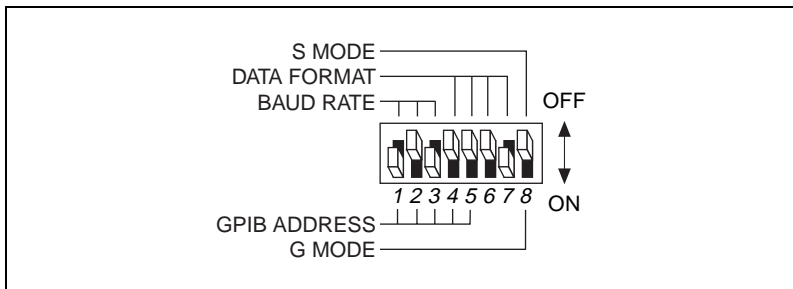 S MODE
DATA FORMAT
BAUD RATE
OFF
1 2 3 4 5 6 7 8
ON
GPIB ADDRESS
G MODE